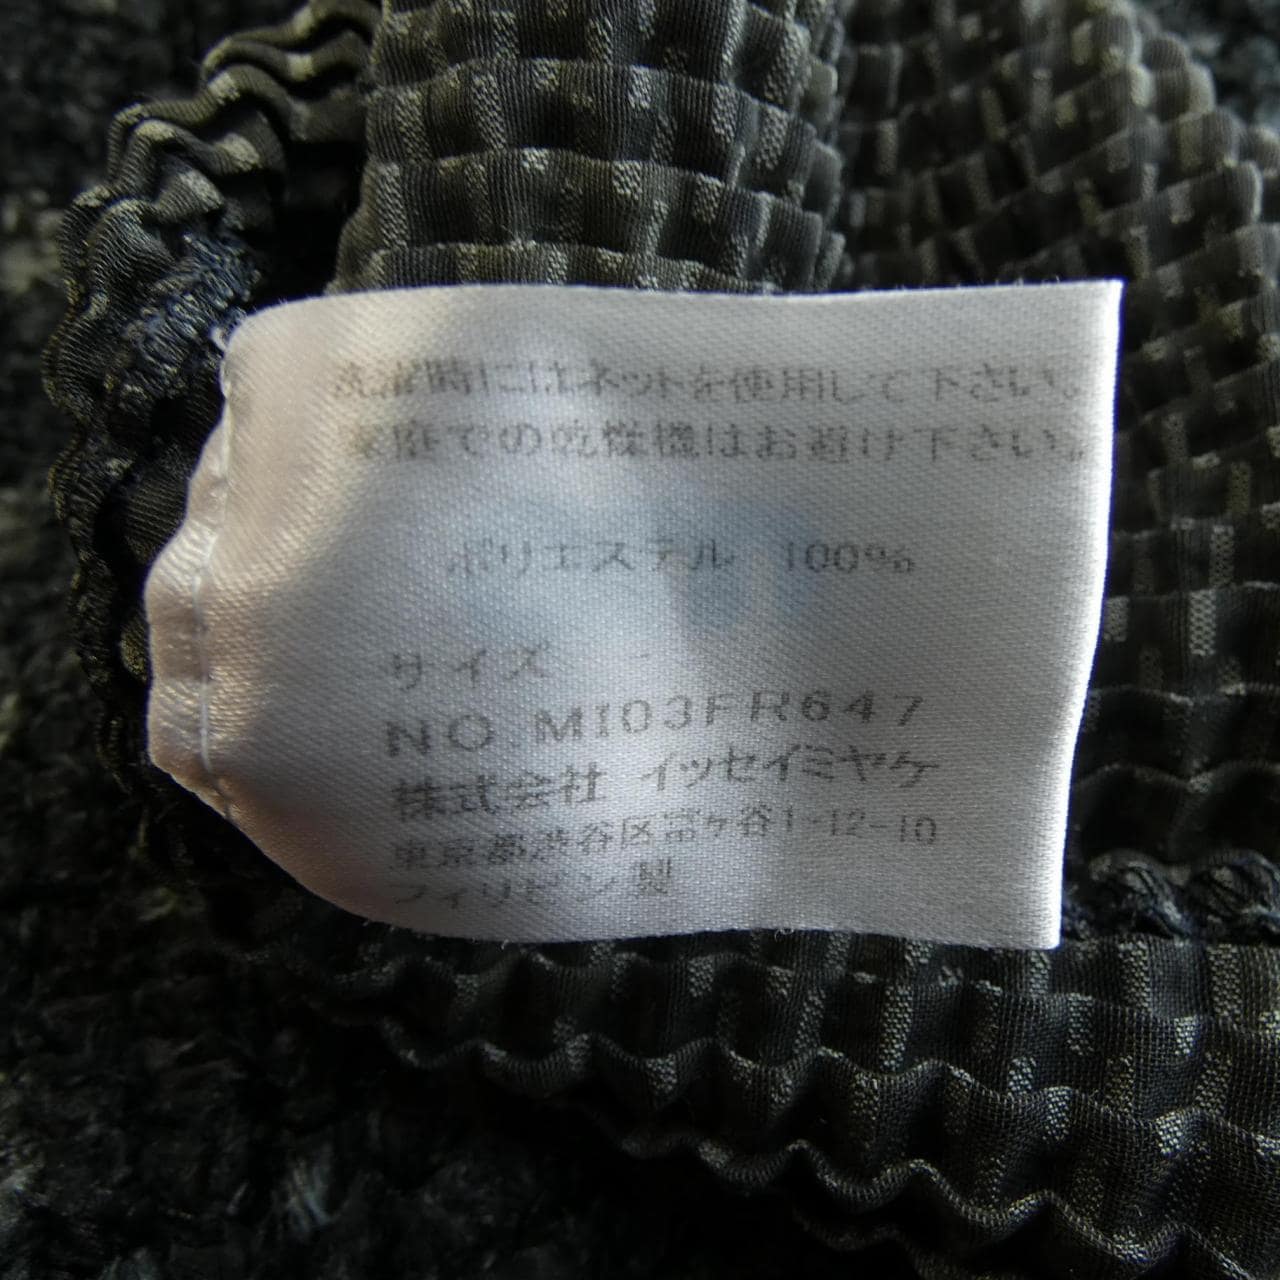 洗濯時にはネットを使用して下さい。
家庭での乾燥機はお避け下さい。
ポリエステル 100%
サイズ -
NO. MI03FR647
株式会社 イッセイミヤケ
東京都渋谷区富ヶ谷1-12-10
フィリピン製